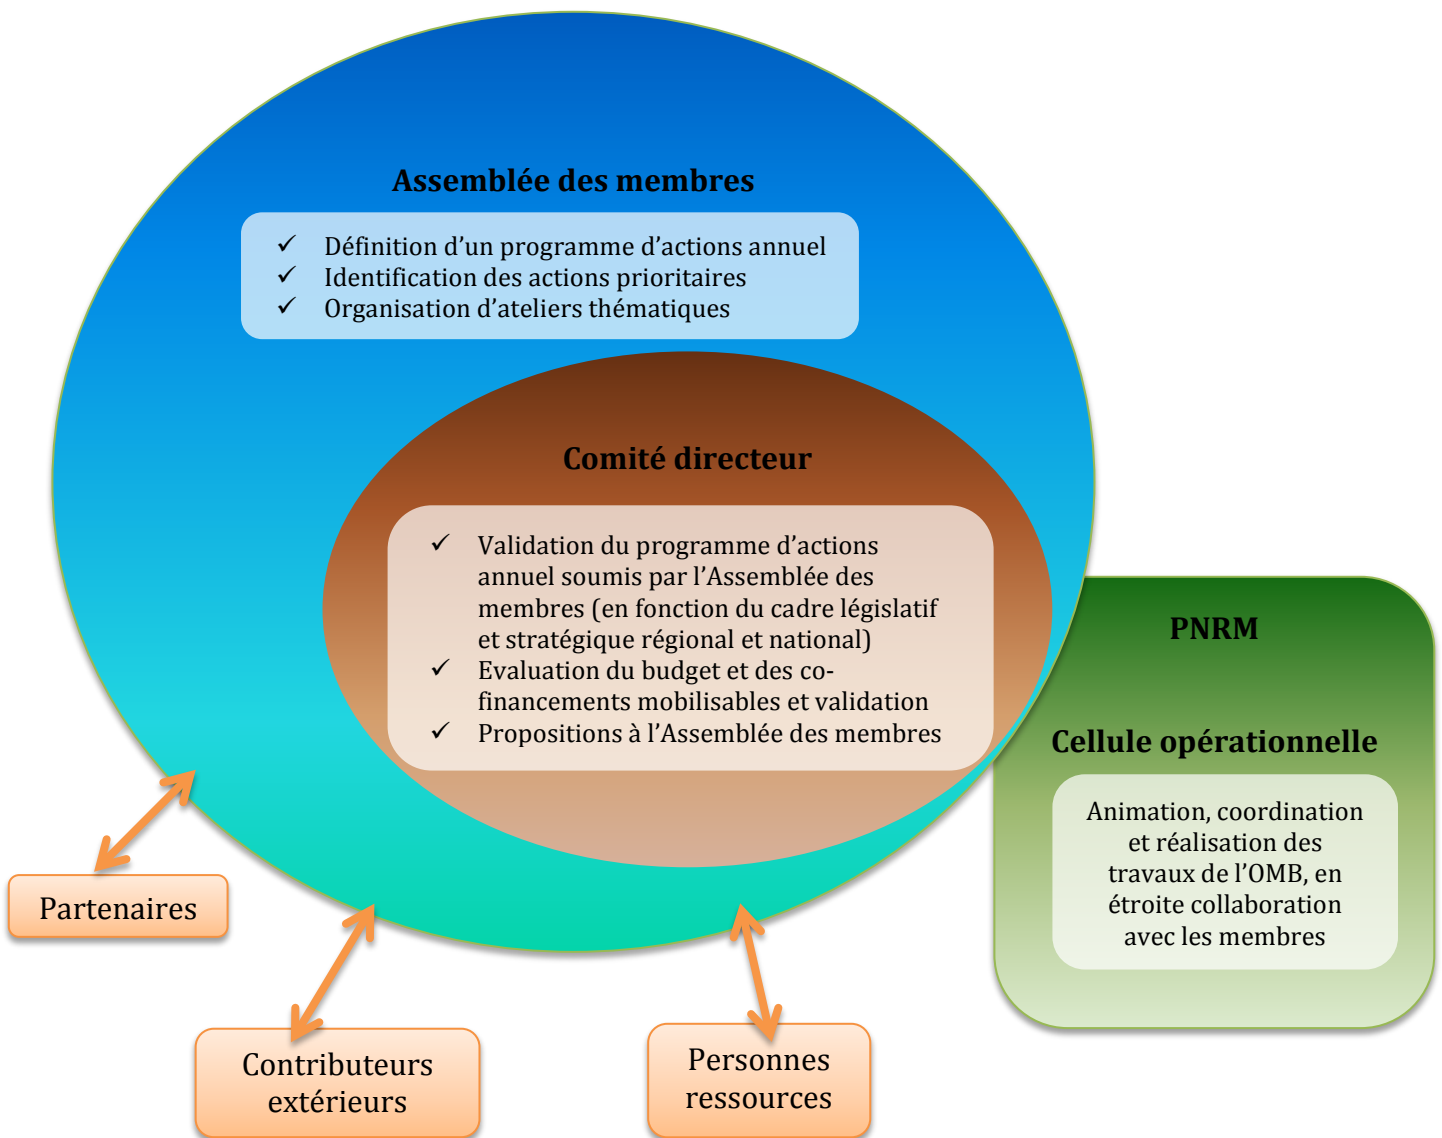 Assemblée des membres
✓ Définition d’un programme d’actions annuel
✓ Identification des actions prioritaires
✓ Organisation d’ateliers thématiques
Comité directeur
✓ Validation du programme d’actions
annuel soumis par l’Assemblée des
membres (en fonction du cadre législatif
et stratégique régional et national)
✓ Evaluation du budget et des co-
financements mobilisables et validation
✓ Propositions à l’Assemblée des membres
PNRM
Cellule opérationnelle
Animation, coordination
et réalisation des
travaux de l’OMB, en
étroite collaboration
avec les membres
Partenaires
Contributeurs
extérieurs
Personnes
ressources